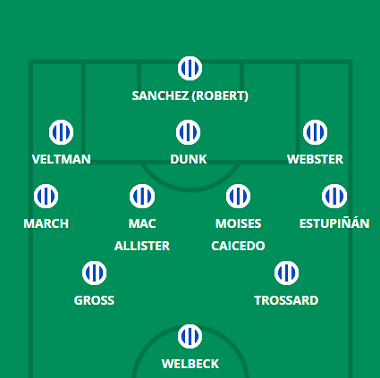 SANCHEZ (ROBERT)
VELTMAN DUNK WEBSTER
MARCH MAC ALLISTER MOISES CAICEDO ESTUPIÑÁN
GROSS TROSSARD
WELBECK